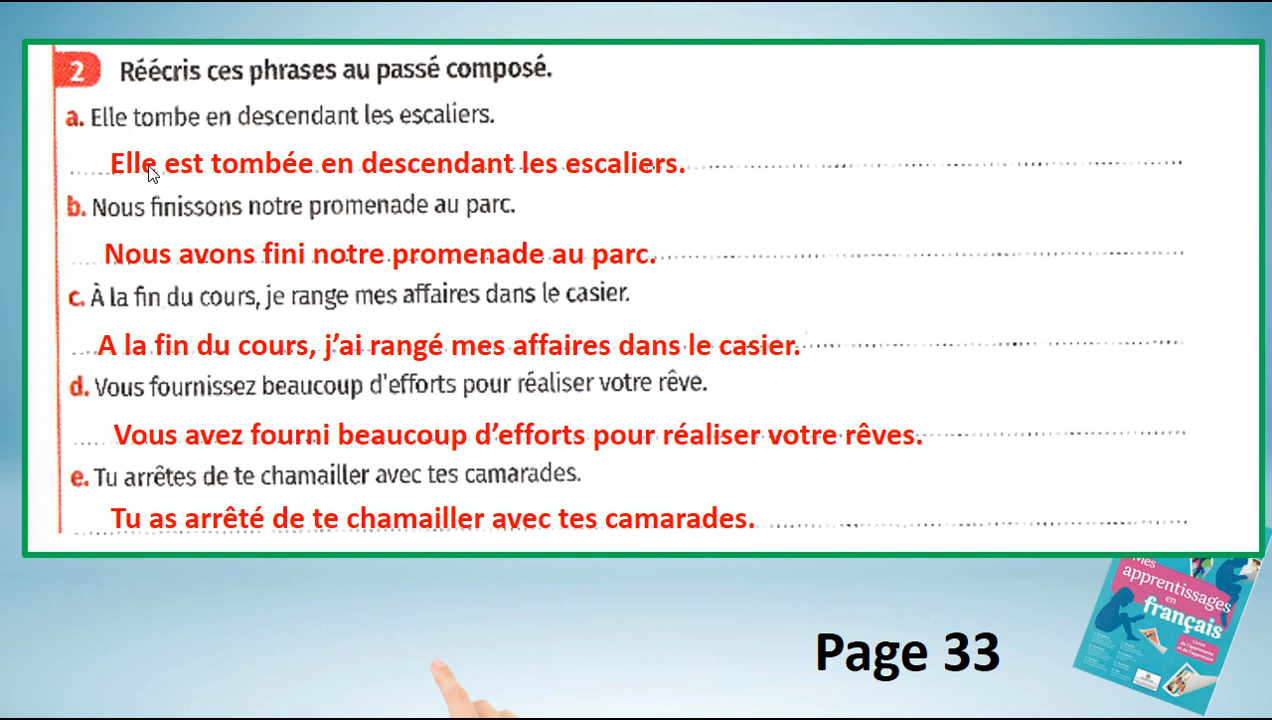 2 Réécris ces phrases au passé composé.
a. Elle tombe en descendant les escaliers.
Elle est tombée en descendant les escaliers.
b. Nous finissons notre promenade au parc.
Nous avons fini notre promenade au parc.
c. À la fin du cours, je range mes affaires dans le casier.
A la fin du cours, j’ai rangé mes affaires dans le casier.
d. Vous fournissez beaucoup d'efforts pour réaliser votre rêve.
Vous avez fourni beaucoup d’efforts pour réaliser votre rêves.
e. Tu arrêtes de te chamailler avec tes camarades.
Tu as arrêté de te chamailler avec tes camarades.
Mes
apprentissages
en
français
Page 33